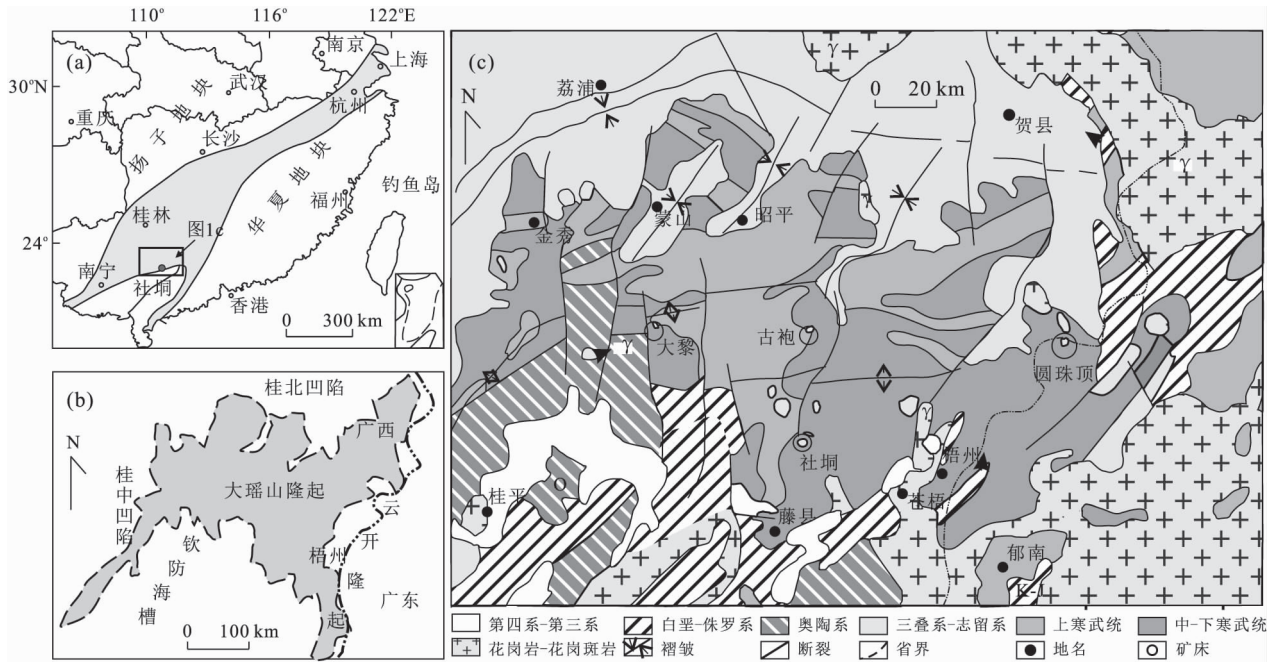 110°
116°
122°E
30°N
24°
(a)
南京
上海
武汉
杭州
重庆
长沙
扬子地块
华夏地块
福州
钓鱼岛
桂林
图1c
南宁
社垌
香港
0 300 km
(b)
N
桂北凹陷
广西
桂中凹陷
大瑶山隆起
钦防海槽
梧州
云开隆起
广东
0 100 km
(c)
N
荔浦
γ
0 20 km
贺县
γ
蒙山
昭平
γ
金秀
大黎
γ
古袍
圆珠顶
社垌
γ
梧州
苍梧
桂平
藤县
郁南
K-J
第四系-第三系
白垩-侏罗系
奥陶系
三叠系-志留系
上寒武统
中-下寒武统
花岗岩-花岗斑岩
褶皱
断裂
省界
地名
矿床